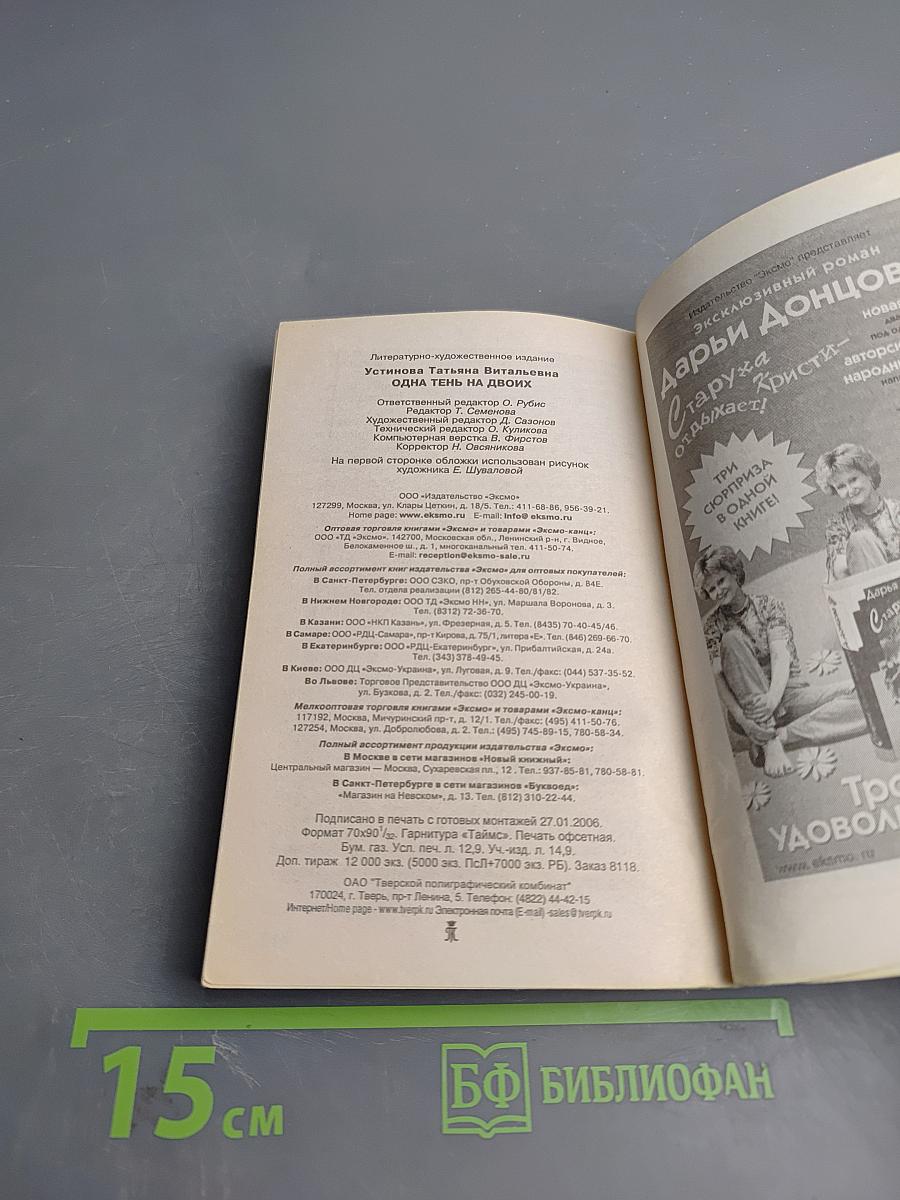 Литературно-художественное издание
Устинова Татьяна Витальевна
ОДНА ТЕНЬ НА ДВОИХ
Ответственный редактор О. Рубис
Редактор Т. Семенова
Художественный редактор Д. Сазонов
Технический редактор О. Куликова
Компьютерная верстка В. Фирстов
Корректор Н. Овсяникова
На первой сторонке обложки использован рисунок
художника Е. Шуваловой
ООО «Издательство «Эксмо»
127299, Москва, ул. Клары Цеткин, д. 18/5. Тел.: 411-68-86, 956-39-21.
Home page: www.eksmo.ru E-mail: Info@ eksmo.ru
Оптовая торговля книгами «Эксмо» и товарами «Эксмо-канц»:
ООО «ТД «Эксмо». 142700, Московская обл., Ленинский р-н, г. Видное,
Белокаменное ш., д. 1, многоканальный тел. 411-50-74.
E-mail: reception@eksmo-sale.ru
Полный ассортимент книг издательства «Эксмо» для оптовых покупателей:
В Санкт-Петербурге: ООО СЗКО, пр-т Обуховской Обороны, д. 84Е.
Тел. отдела реализации (812) 265-44-80/81/82.
В Нижнем Новгороде: ООО ТД «Эксмо НН», ул. Маршала Воронова, д. 3.
Тел. (8312) 72-36-70.
В Казани: ООО «НКП Казань», ул. Фрезерная, д. 5. Тел. (8435) 70-40-45/46.
В Самаре: ООО «РДЦ-Самара», пр-т Кирова, д. 75/1, литера «Е». Тел. (846) 269-66-70.
В Екатеринбурге: ООО «РДЦ-Екатеринбург», ул. Прибалтийская, д. 24а.
Тел. (343) 378-49-45.
В Киеве: ООО ДЦ «Эксмо-Украина», ул. Луговая, д. 9. Тел./факс: (044) 537-35-52.
Во Львове: Торговое Представительство ООО ДЦ «Эксмо-Украина»,
ул. Бузкова, д. 2. Тел./факс: (032) 245-00-19.
Мелкооптовая торговля книгами «Эксмо» и товарами «Эксмо-канц»:
117192, Москва, Мичуринский пр-т, д. 12/1. Тел./факс: (495) 411-50-76.
127254, Москва, ул. Добролюбова, д. 2. Тел.: (495) 745-89-15, 780-58-34.
Полный ассортимент продукции издательства «Эксмо»:
В Москве в сети магазинов «Новый книжный»:
Центральный магазин — Москва, Сухаревская пл., 12 . Тел.: 937-85-81, 780-58-81.
В Санкт-Петербурге в сети магазинов «Буквоед»:
«Магазин на Невском», д. 13. Тел. (812) 310-22-44.
Подписано в печать с готовых монтажей 27.01.2006.
Формат 70x90 1/32. Гарнитура «Таймс». Печать офсетная.
Бум. газ. Усл. печ. л. 12,9. Уч.-изд. л. 14,9.
Доп. тираж 12 000 экз. (5000 экз. ПсЛ+7000 экз. РБ). Заказ 8118.
ОАО "Тверской полиграфический комбинат"
170024, г. Тверь, пр-т Ленина, 5. Телефон: (4822) 44-42-15
Интернет/Home page - www.tverpk.ru Электронная почта (E-mail) -sales@tverpk.ru
Издательство "Эксмо" представляет
Эксклюзивный роман
Дарьи Донцов
Старуха
Кристи-
отдыхает!
новая
под од
авторск
народн
нап
ТРИ
СЮРПРИЗА
В ОДНОЙ
КНИГЕ!
Дарья
Стар
Тро
УДОВОЛ
www.eksmo.ru
15 см
БФ БИБЛИОФАН